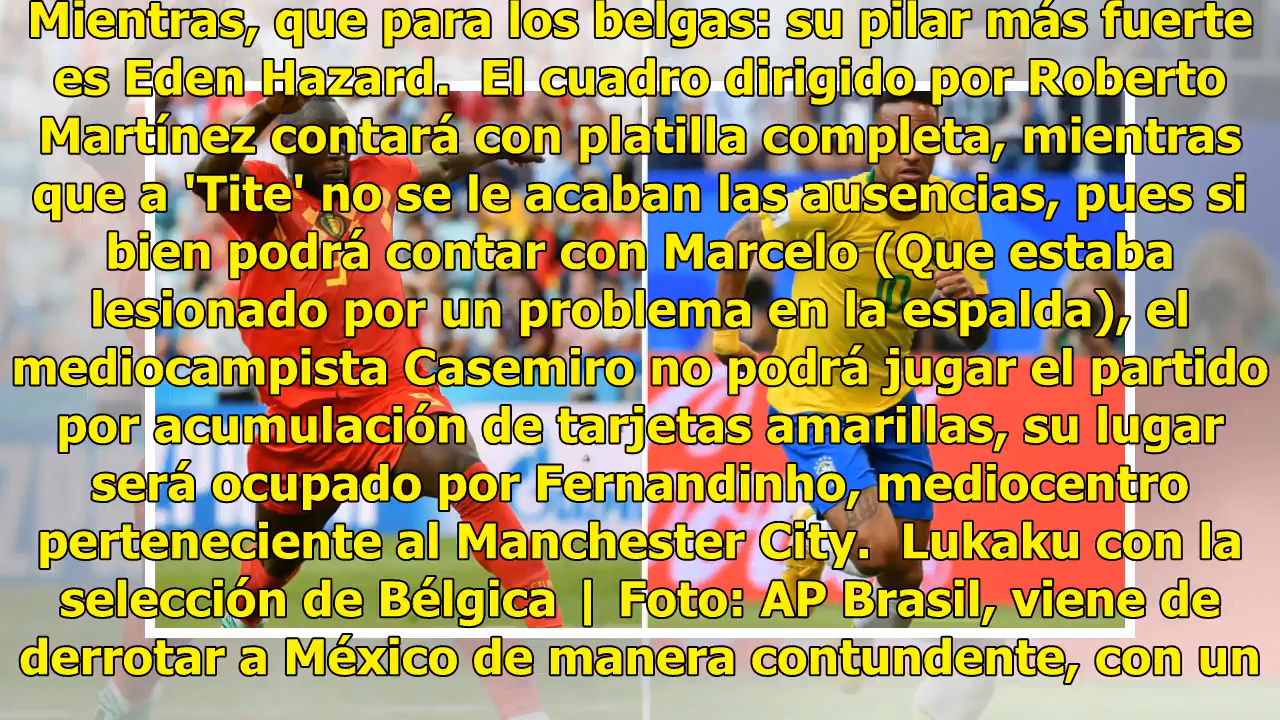 Mientras, que para los belgas: su pilar más fuerte
es Eden Hazard.  El cuadro dirigido por Roberto
Martínez contará con platilla completa, mientras
que a 'Tite' no se le acaban las ausencias, pues si
bien podrá contar con Marcelo (Que estaba
lesionado por un problema en la espalda), el
mediocampista Casemiro no podrá jugar el partido
por acumulación de tarjetas amarillas, su lugar
será ocupado por Fernandinho, mediocentro
perteneciente al Manchester City.  Lukaku con la
selección de Bélgica | Foto: AP Brasil, viene de
derrotar a México de manera contundente, con un
10